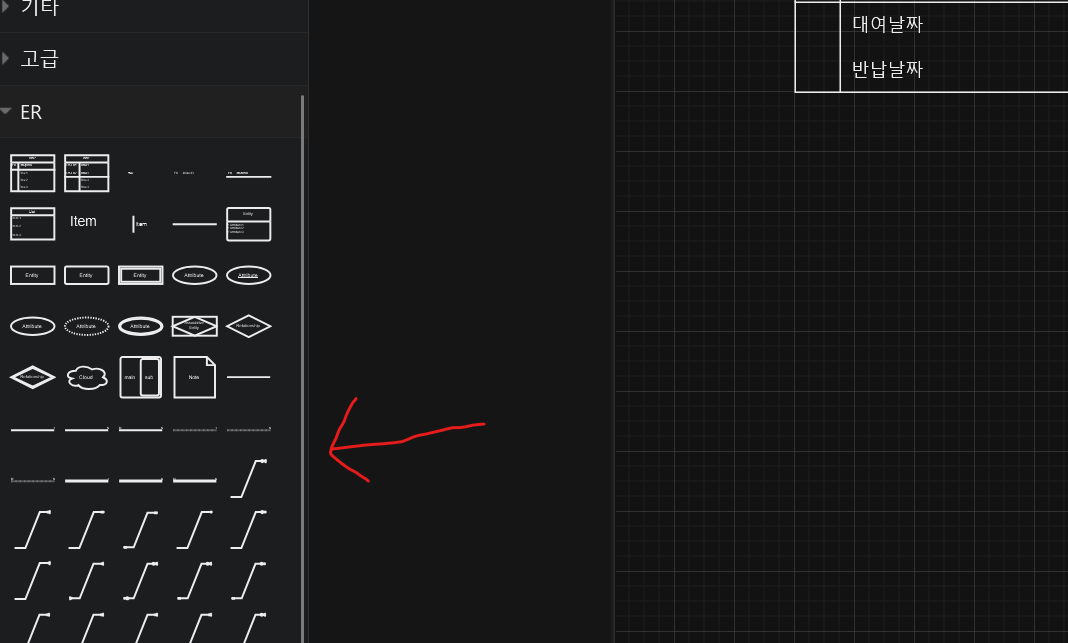 기타
고급
ER
대여날짜
반납날짜
Item
Item
Entity
Entity
Entity
Entity
Attribute
Attribute
Attribute
Attribute
Attribute
Entity
Relationship
Relationship
Cloud
main
sub
Note